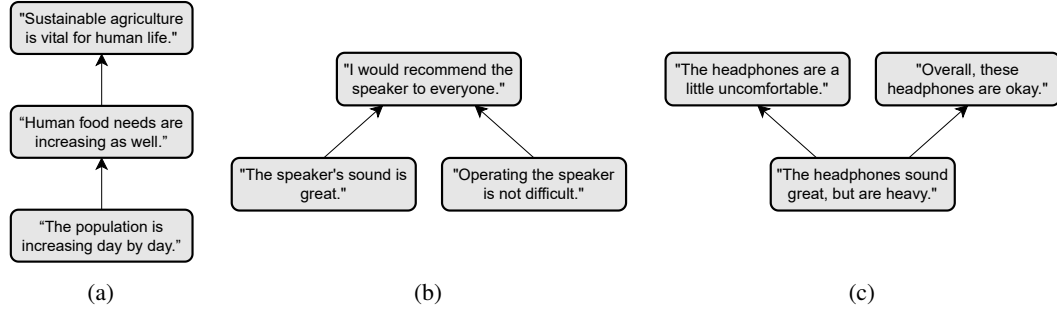 "Sustainable agriculture
is vital for human life."
“Human food needs are
increasing as well.”
“The population is
increasing day by day.”
(a)
"I would recommend the
speaker to everyone."
"The speaker's sound is
great."
"Operating the speaker
is not difficult."
(b)
"The headphones are a
little uncomfortable."
"Overall, these
headphones are okay."
"The headphones sound
great, but are heavy."
(c)